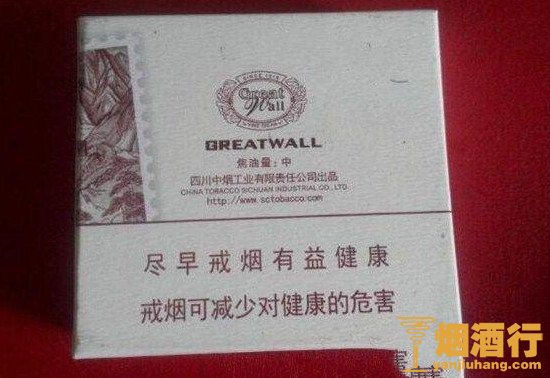 SINCE 1918
Great
Wall
GREATWALL
焦油量：中
四川中烟工业有限责任公司出品
CHINA TOBACCO SICHUAN INDUSTRIAL CO., LTD.
http://www.sctobacco.com
尽早戒烟有益健康
戒烟可减少对健康的危害
烟酒行
yanjiuhang.com